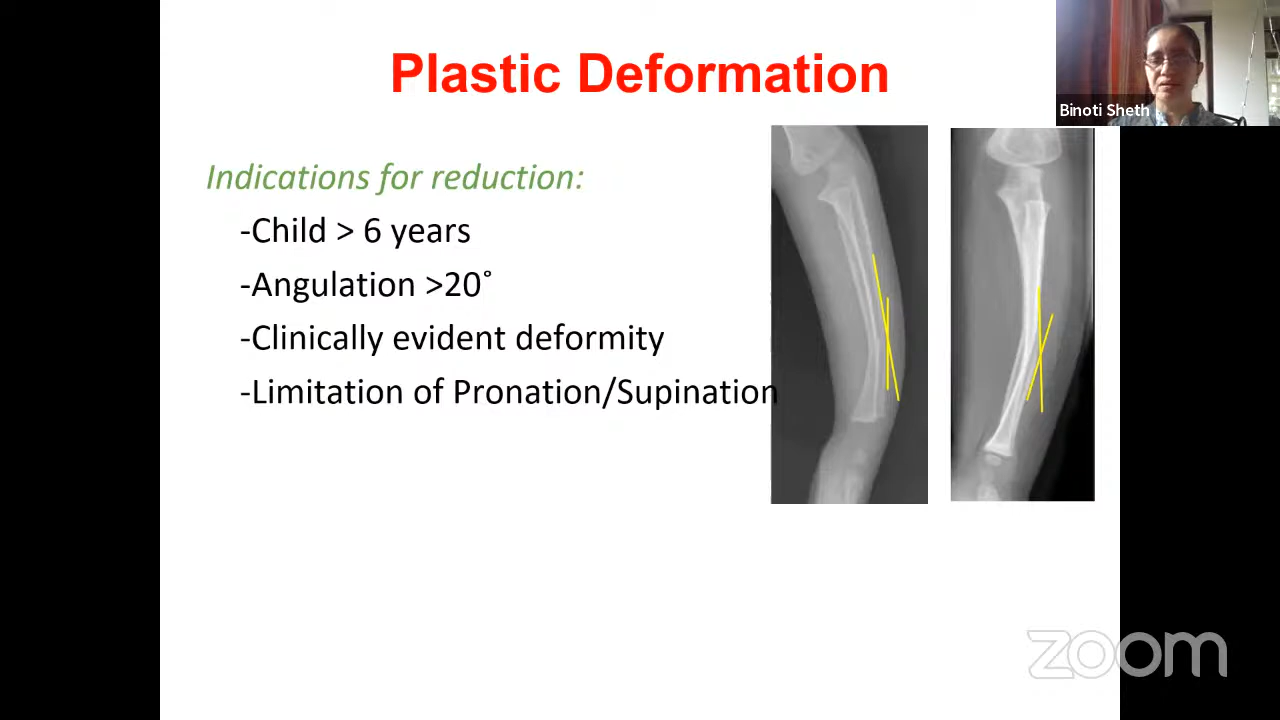 Plastic Deformation
Binoti Sheth
Indications for reduction:
-Child > 6 years
-Angulation >20˚
-Clinically evident deformity
-Limitation of Pronation/Supination
zoom